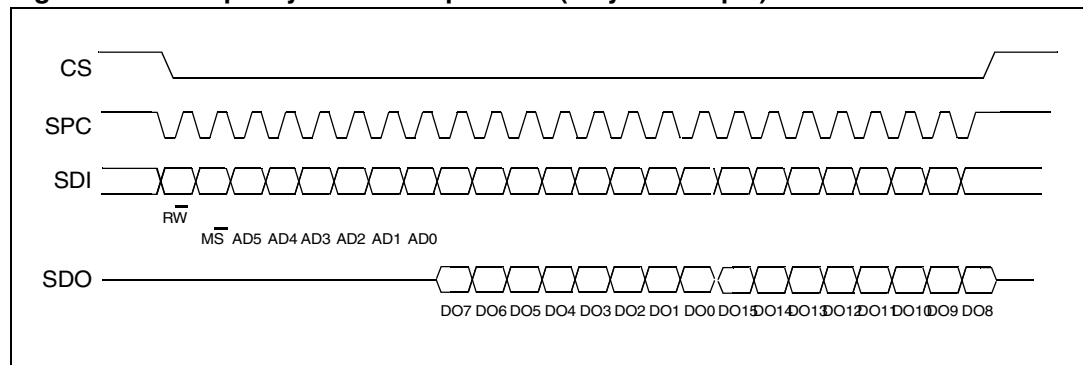 CS
SPC
SDI
RW
MS AD5 AD4 AD3 AD2 AD1 AD0
SDO
DO7 DO6 DO5 DO4 DO3 DO2 DO1 DO0 DO15 DO14 DO13 DO12 DO11 DO10 DO9 DO8